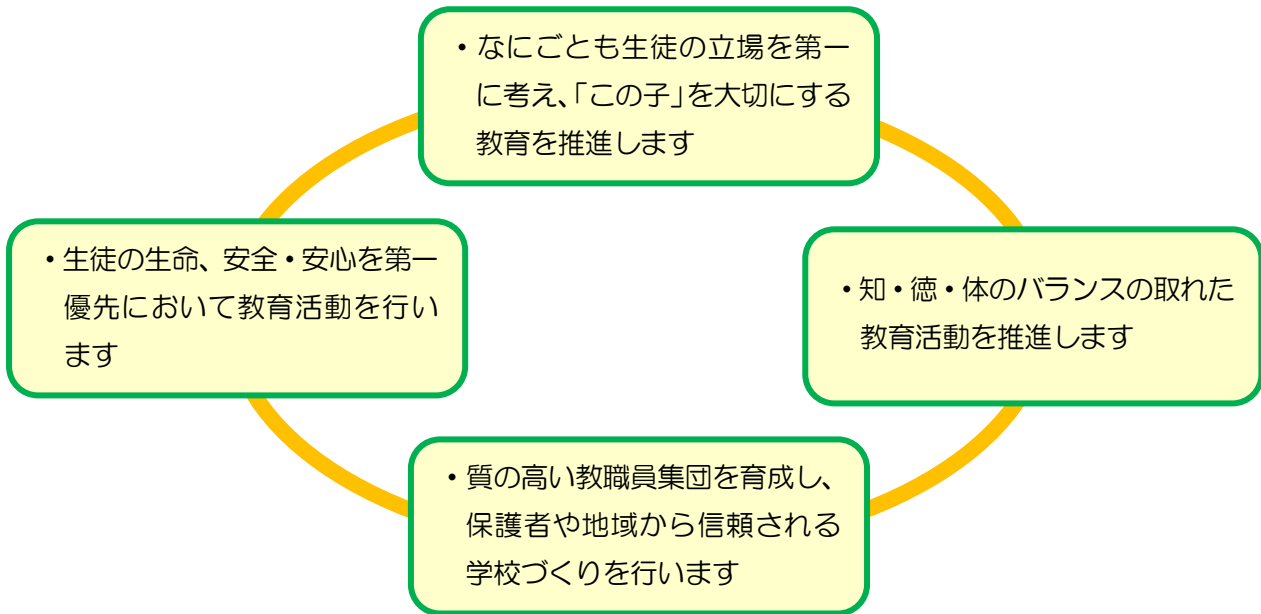 ・なにごとも生徒の立場を第一
に考え、「この子」を大切にする
教育を推進します
・生徒の生命、安全・安心を第一
優先において教育活動を行い
ます
・知・徳・体のバランスの取れた
教育活動を推進します
・質の高い教職員集団を育成し、
保護者や地域から信頼される
学校づくりを行います